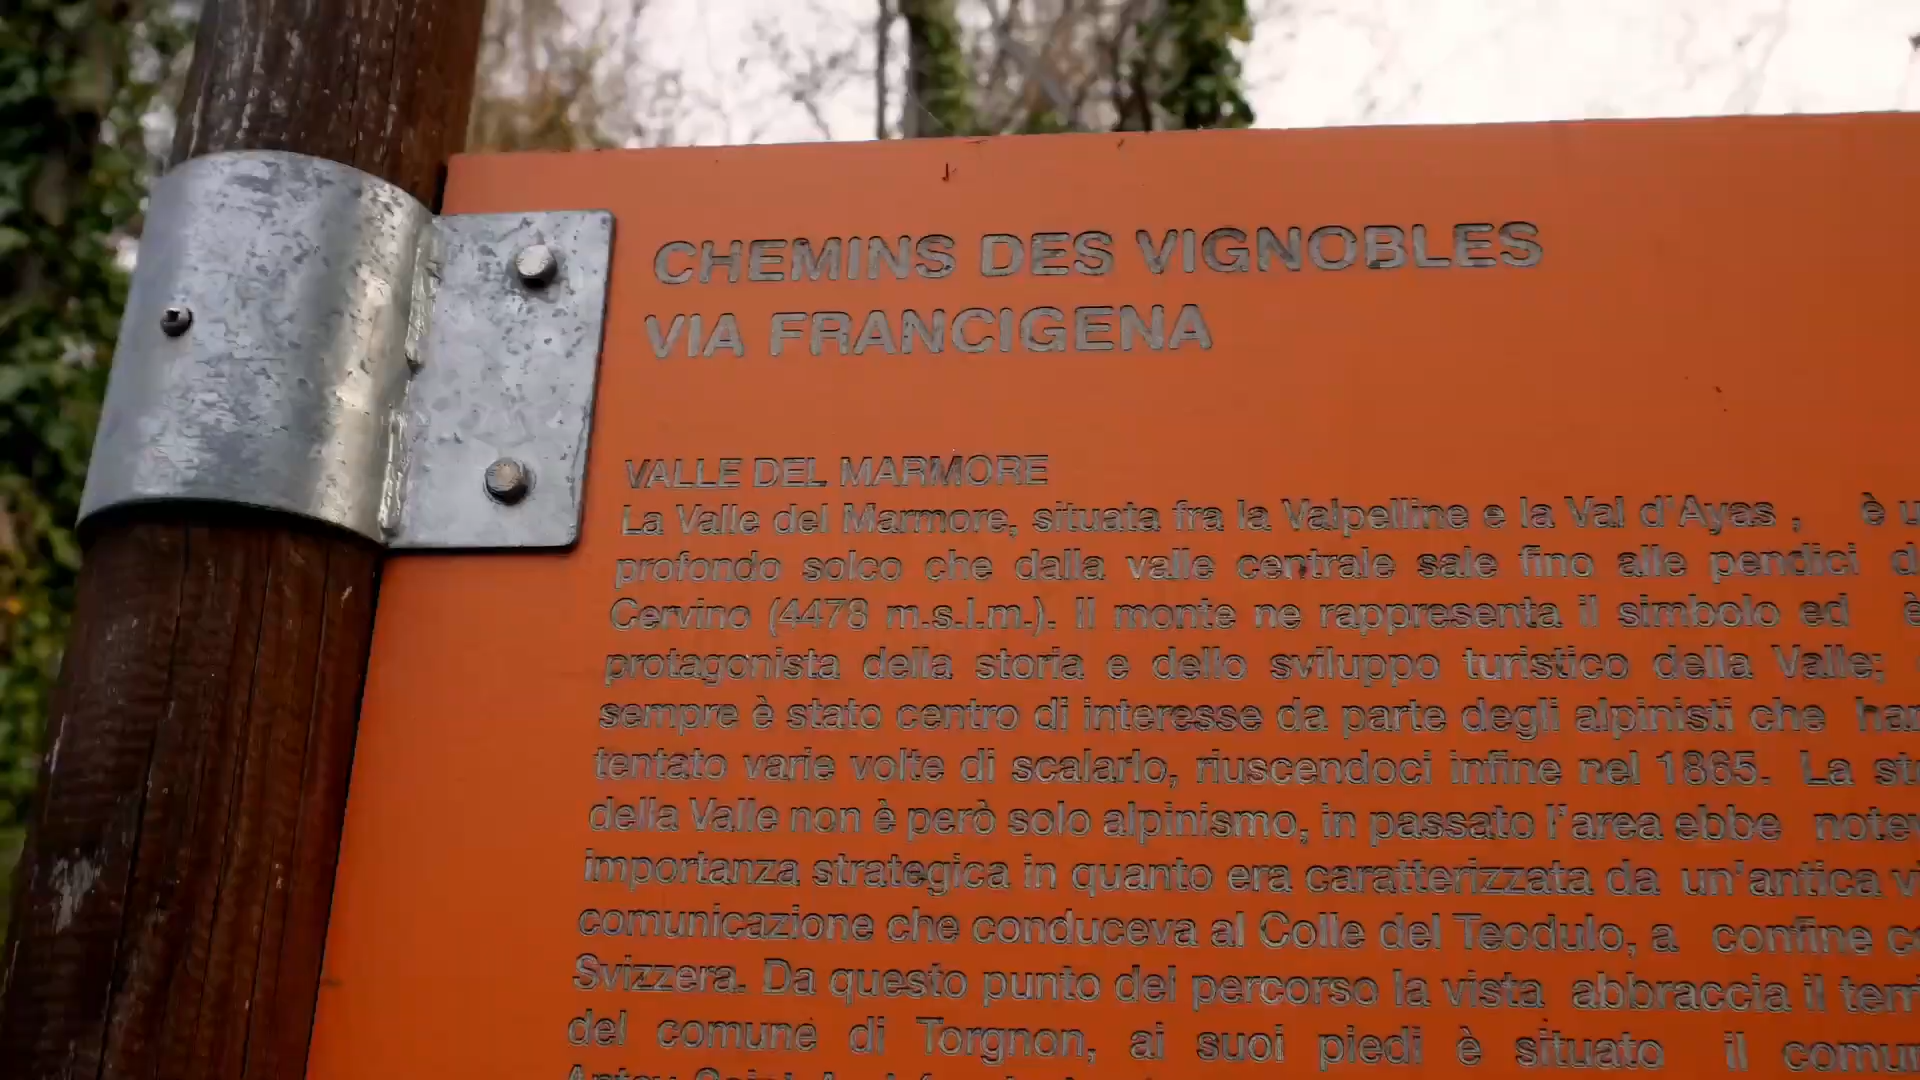 CHEMINS DES VIGNOBLES
VIA FRANCIGENA
VALLE DEL MARMORE
La Valle del Marmore, situata fra la Valpelline e la Val d'Ayas , è
profondo solco che dalla valle centrale sale fino alle pendici
Cervino (4478 m.s.l.m.). Il monte ne rappresenta il simbolo ed è
protagonista della storia e dello sviluppo turistico della Valle;
sempre è stato centro di interesse da parte degli alpinisti che
tentato varie volte di scalarlo, riuscendoci infine nel 1865. La
della Valle non è però solo alpinismo, in passato l'area ebbe
importanza strategica in quanto era caratterizzata da un'antica
comunicazione che conduceva al Colle del Teodulo, a confine
Svizzera. Da questo punto del percorso la vista abbraccia il
del comune di Torgnon, ai suoi piedi è situato il